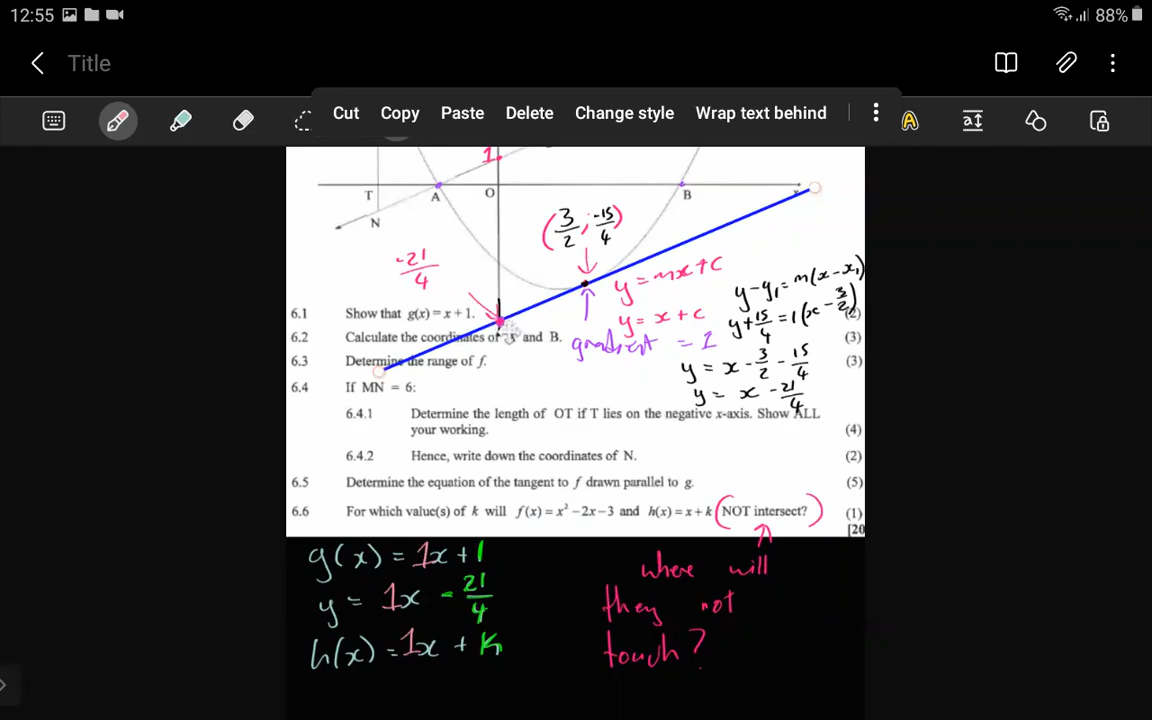 12:55
88%
Title
Cut Copy Paste Delete Change style Wrap text behind
1
T A O B x
N
(3/2 ; -15/4)
-21/4
y = mx + c
y = x + c
gradient = 1
y - y1 = m(x - x1)
y + 15/4 = 1(x - 3/2)
y = x - 3/2 - 15/4
y = x - 21/4
6.1 Show that g(x) = x + 1. (2)
6.2 Calculate the coordinates of and B. (3)
6.3 Determine the range of f. (3)
6.4 If MN = 6:
6.4.1 Determine the length of OT if T lies on the negative x-axis. Show ALL
your working. (4)
6.4.2 Hence, write down the coordinates of N. (2)
6.5 Determine the equation of the tangent to f drawn parallel to g. (5)
6.6 For which value(s) of k will f(x) = x² − 2x − 3 and h(x) = x + k (NOT intersect?) (1)
[20
g(x) = 1x + 1
y = 1x - 21/4
h(x) = 1x + k
where will
they not
touch?